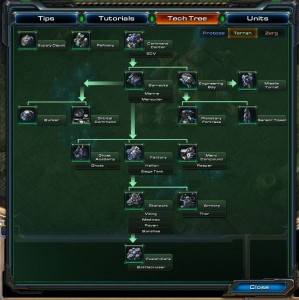 Tips
Tutorials
Tech Tree
Units
Protoss
Terran
Zerg
Supply Depot
Refinery
Command
Center
SCV
Barracks
Marine
Marauder
Engineering
Bay
Missile
Turret
Bunker
Orbital
Command
Planetary
Fortress
Sensor Tower
Ghost
Academy
Ghost
Factory
Hellion
Siege Tank
Merc
Compound
Reaper
Starport
Viking
Medivac
Raven
Banshee
Armory
Thor
Fusion Core
Battlecruiser
Close